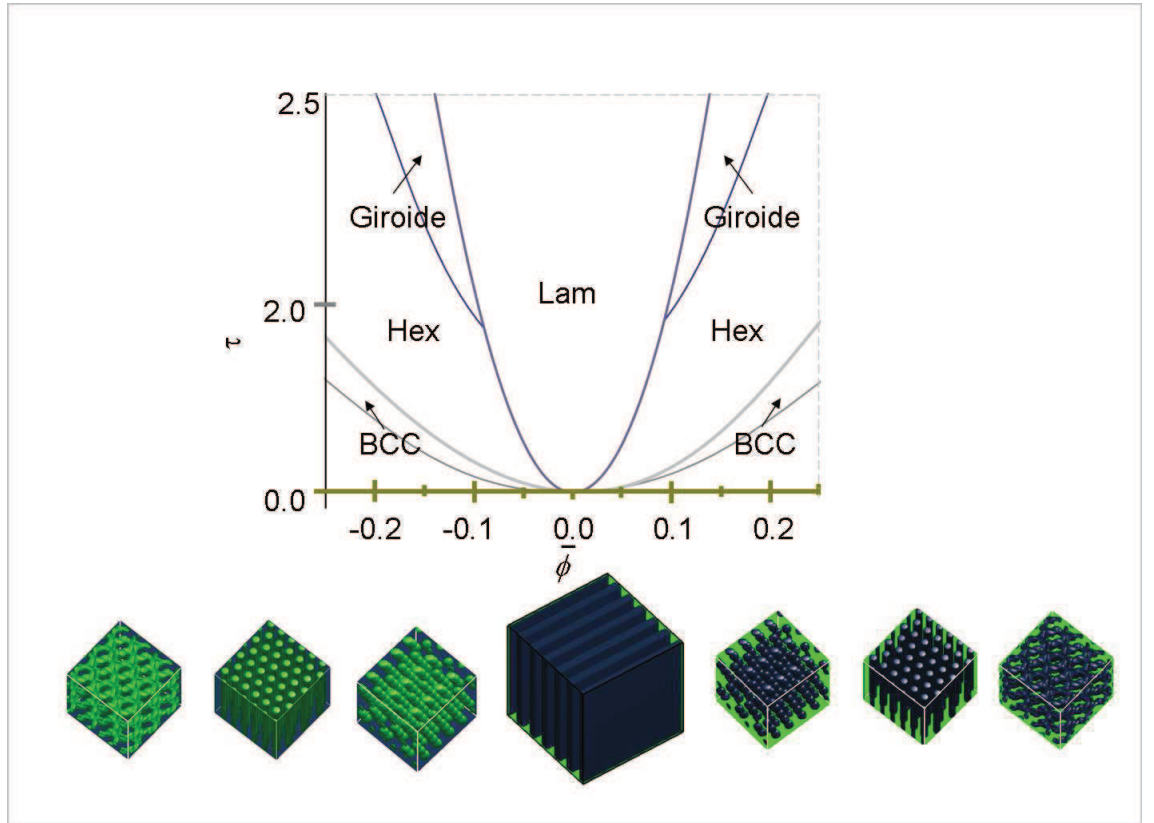 2.5
Giroide
Giroide
Lam
2.0
Hex
Hex
τ
BCC
BCC
0.0
-0.2
-0.1
0.0
0.1
0.2
ϕ̄